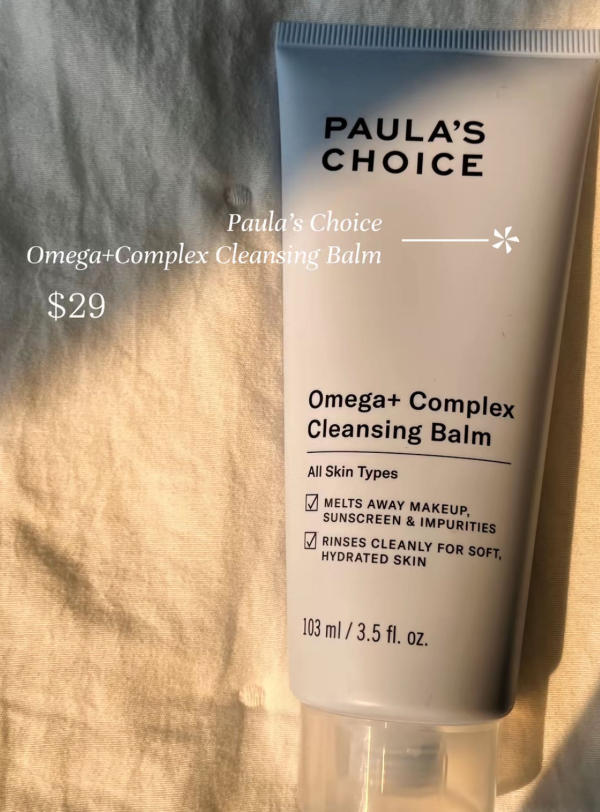 PAULA'S
CHOICE
Paula's Choice
Omega+Complex Cleansing Balm
$29
Omega+ Complex
Cleansing Balm
All Skin Types
☑ MELTS AWAY MAKEUP,
SUNSCREEN & IMPURITIES
☑ RINSES CLEANLY FOR SOFT,
HYDRATED SKIN
103 ml / 3.5 fl. oz.